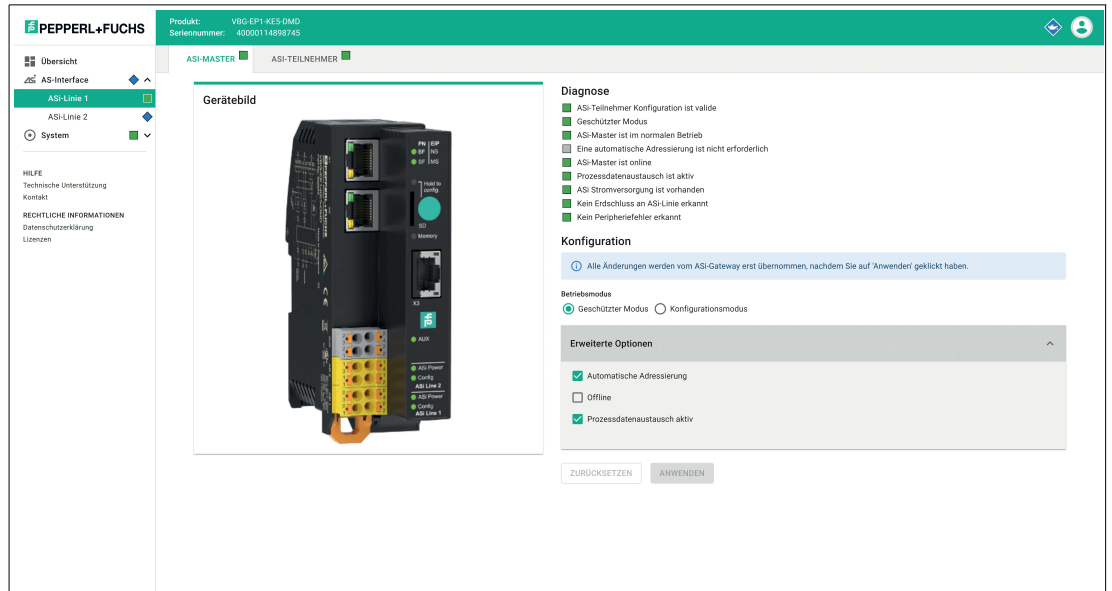 PEPPERL+FUCHS
Produkt: VBG-EP1-KE5-DMD
Seriennummer: 40000114898745
Übersicht
AS-Interface
ASi-Linie 1
ASi-Linie 2
System
HILFE
Technische Unterstützung
Kontakt
RECHTLICHE INFORMATIONEN
Datenschutzerklärung
Lizenzen
ASI-MASTER
ASI-TEILNEHMER
Gerätebild
PN EIP
BF NS
SF MS
Hold to
config.
SD
Memory
X3
AUX
ASi Power
Config
ASi Line 2
ASi Power
Config
ASi Line 1
Diagnose
ASi-Teilnehmer Konfiguration ist valide
Geschützter Modus
ASi-Master ist im normalen Betrieb
Eine automatische Adressierung ist nicht erforderlich
ASi-Master ist online
Prozessdatenaustausch ist aktiv
ASi Stromversorgung ist vorhanden
Kein Erdschluss an ASi-Linie erkannt
Kein Peripheriefehler erkannt
Konfiguration
Alle Änderungen werden vom ASi-Gateway erst übernommen, nachdem Sie auf 'Anwenden' geklickt haben.
Betriebsmodus
Geschützter Modus Konfigurationsmodus
Erweiterte Optionen
Automatische Adressierung
Offline
Prozessdatenaustausch aktiv
ZURÜCKSETZEN ANWENDEN